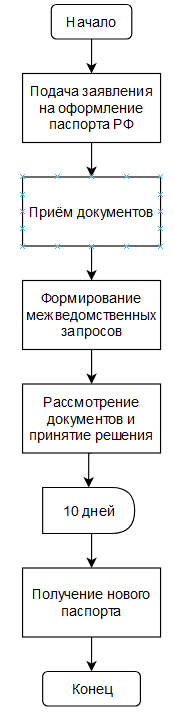 Начало
Подача заявления
на оформление
паспорта РФ
Приём документов
Формирование
межведомственных
запросов
Рассмотрение
документов и
принятие решения
10 дней
Получение нового
паспорта
Конец